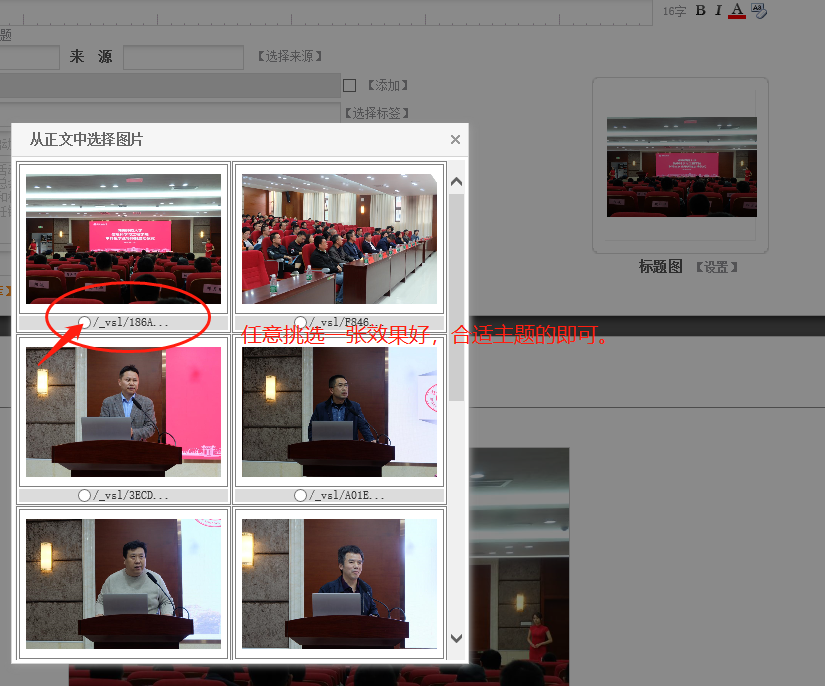 16字 B I A
题
来 源 【选择来源】
【添加】
【选择标签】
从正文中选择图片 ×
标题图 【设置】
/_vsl/186A... /_vsl/F846...
任意挑选一张效果好，合适主题的即可。
/_vsl/3ECD... /_vsl/A01E...